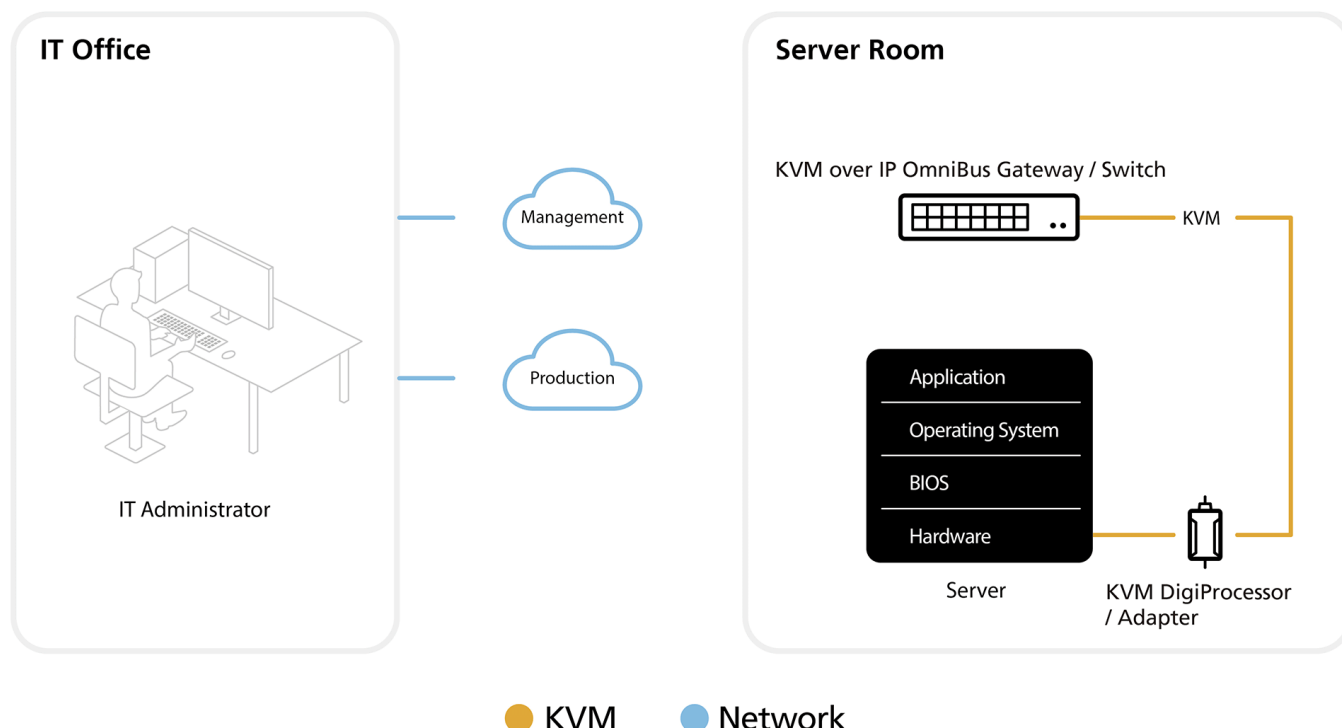 IT Office
IT Administrator
Management
Production
Server Room
KVM over IP OmniBus Gateway / Switch
KVM
Application
Operating System
BIOS
Hardware
Server
KVM DigiProcessor
/ Adapter
KVM
Network